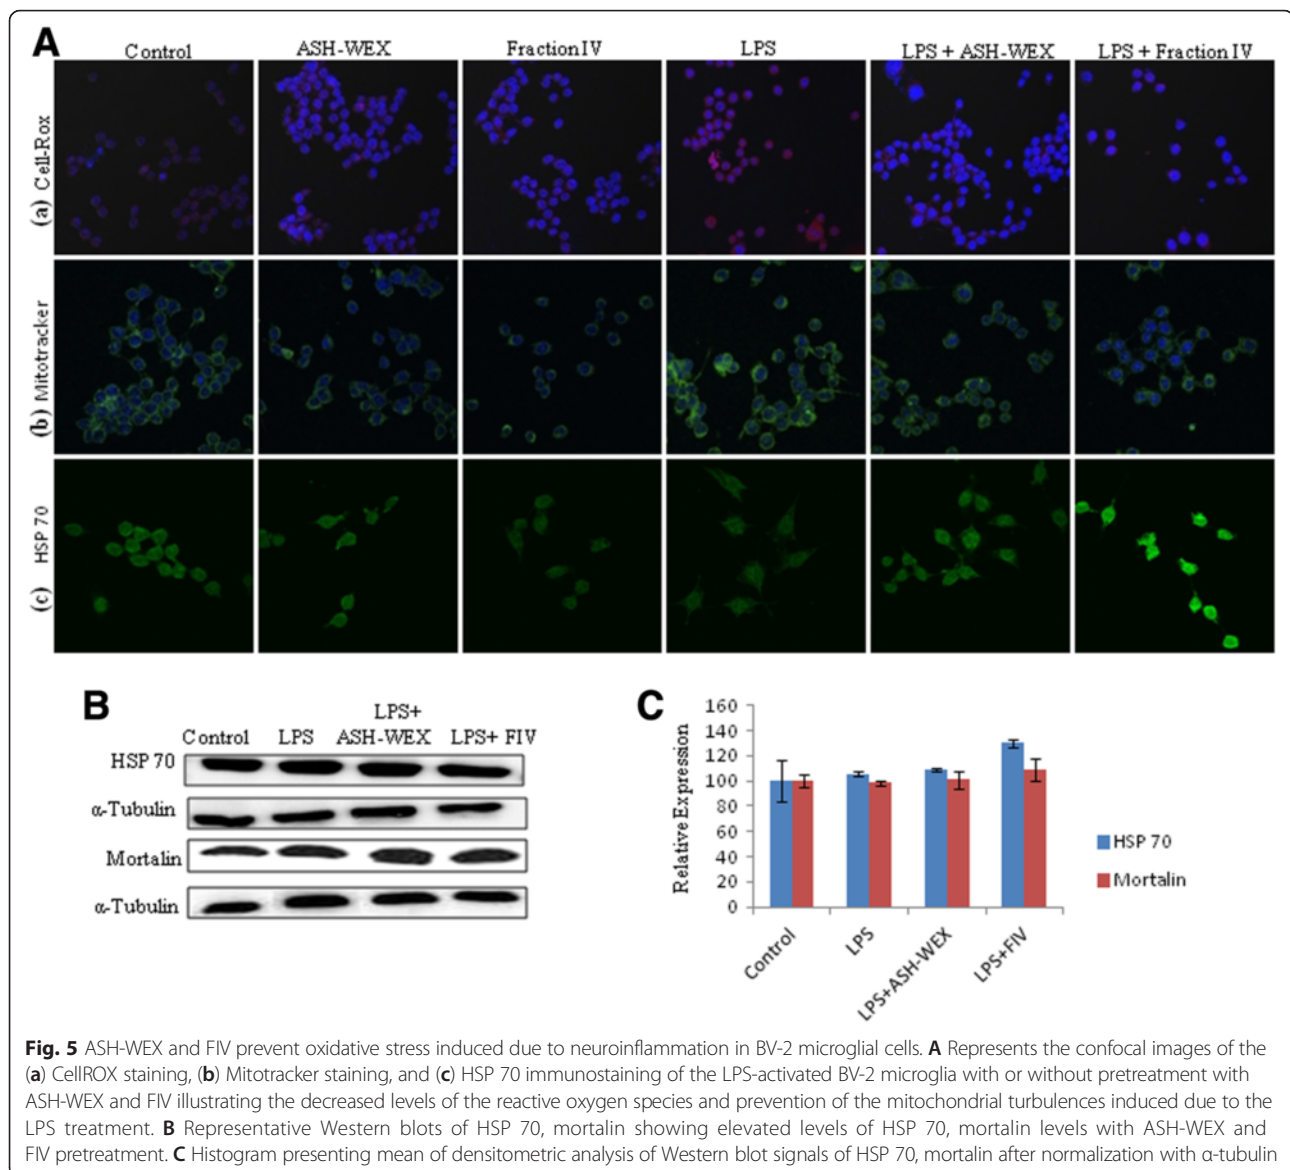 A
Control
ASH-WEX
Fraction IV
LPS
LPS + ASH-WEX
LPS + Fraction IV
(a) Cell-Rox
(b) Mitotracker
(c) HSP 70
B
LPS+
Control LPS ASH-WEX LPS+ FIV
HSP 70
α-Tubulin
Mortalin
α-Tubulin
C
160
140
120
100
80
60
40
20
0
Relative Expression
Control
LPS
LPS+ASH-WEX
LPS+FIV
HSP 70
Mortalin
Fig. 5 ASH-WEX and FIV prevent oxidative stress induced due to neuroinflammation in BV-2 microglial cells. A Represents the confocal images of the
(a) CellROX staining, (b) Mitotracker staining, and (c) HSP 70 immunostaining of the LPS-activated BV-2 microglia with or without pretreatment with
ASH-WEX and FIV illustrating the decreased levels of the reactive oxygen species and prevention of the mitochondrial turbulences induced due to the
LPS treatment. B Representative Western blots of HSP 70, mortalin showing elevated levels of HSP 70, mortalin levels with ASH-WEX and
FIV pretreatment. C Histogram presenting mean of densitometric analysis of Western blot signals of HSP 70, mortalin after normalization with α-tubulin